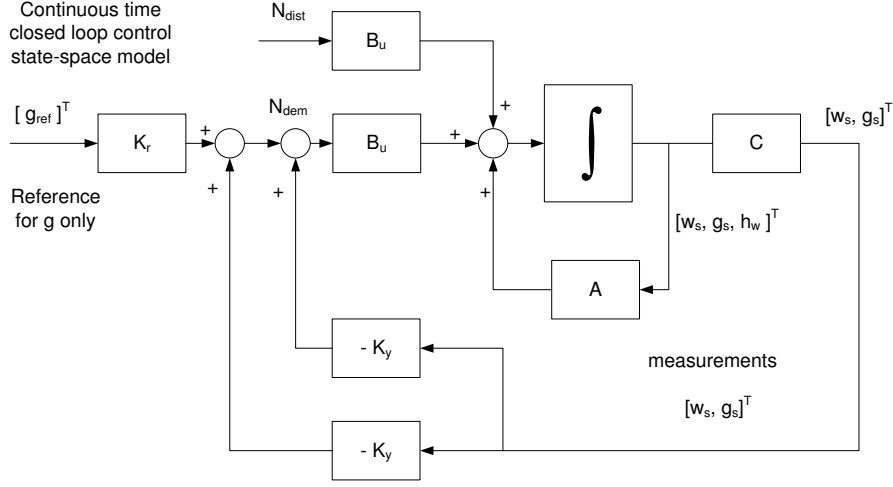 Continuous time
closed loop control
state-space model
N_dist
B_u
+
[ g_ref ]^T
K_r
+
+
N_dem
+
B_u
+
+
∫
C
[w_s, g_s]^T
Reference
for g only
[w_s, g_s, h_w ]^T
A
- K_y
measurements
[w_s, g_s]^T
- K_y